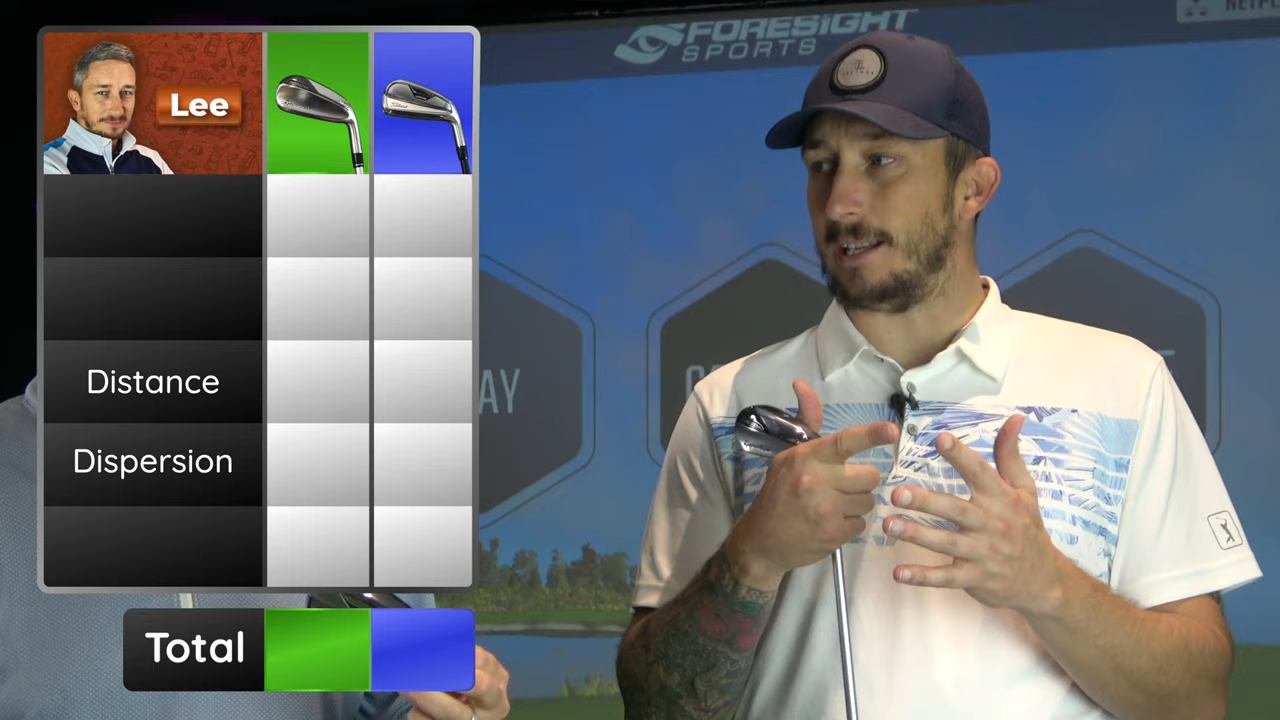 Lee
Distance
Dispersion
Total
FORESIGHT
SPORTS
AY